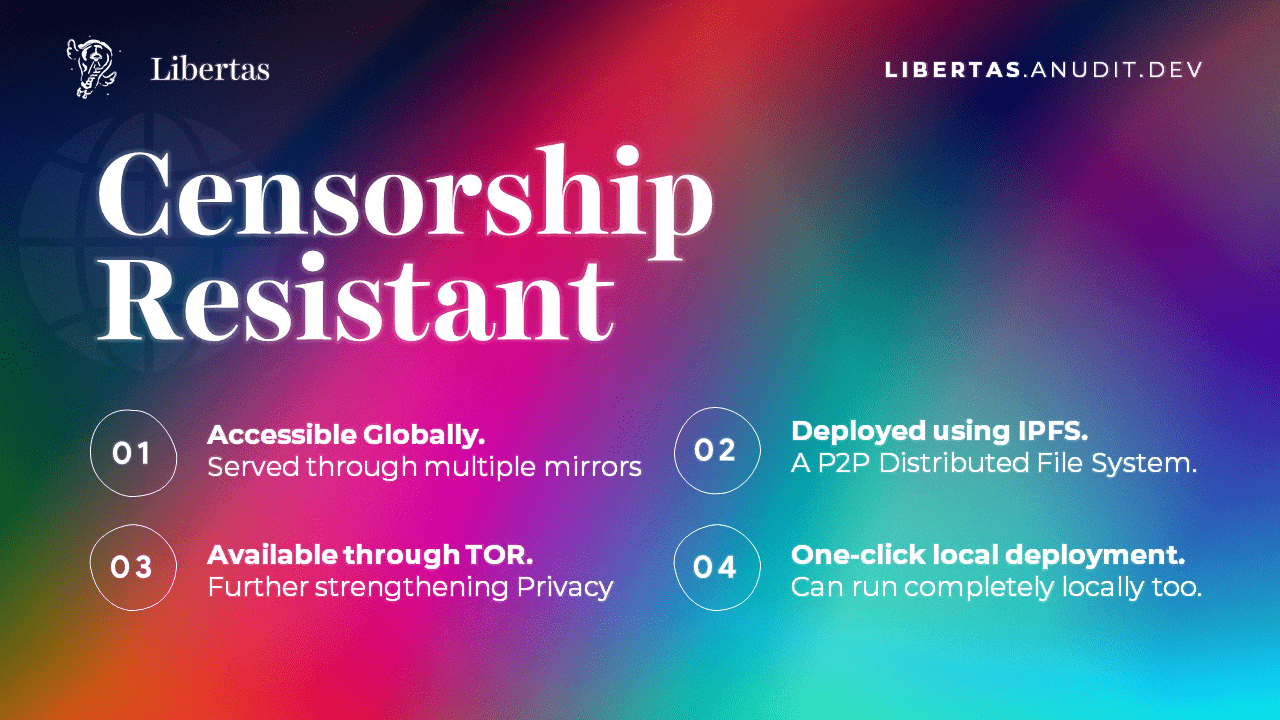 Libertas
LIBERTAS.ANUDIT.DEV
Censorship
Resistant
01
Accessible Globally.
Served through multiple mirrors
02
Deployed using IPFS.
A P2P Distributed File System.
03
Available through TOR.
Further strengthening Privacy
04
One-click local deployment.
Can run completely locally too.